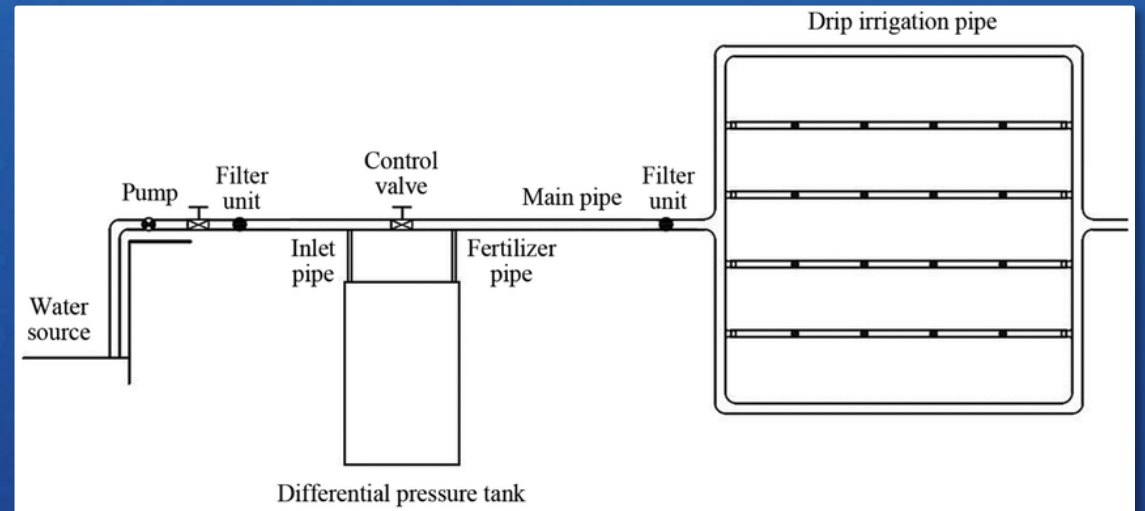 Drip irrigation pipe
Control
valve
Filter
unit
Pump
Main pipe
Filter
unit
Inlet
pipe
Fertilizer
pipe
Water
source
Differential pressure tank